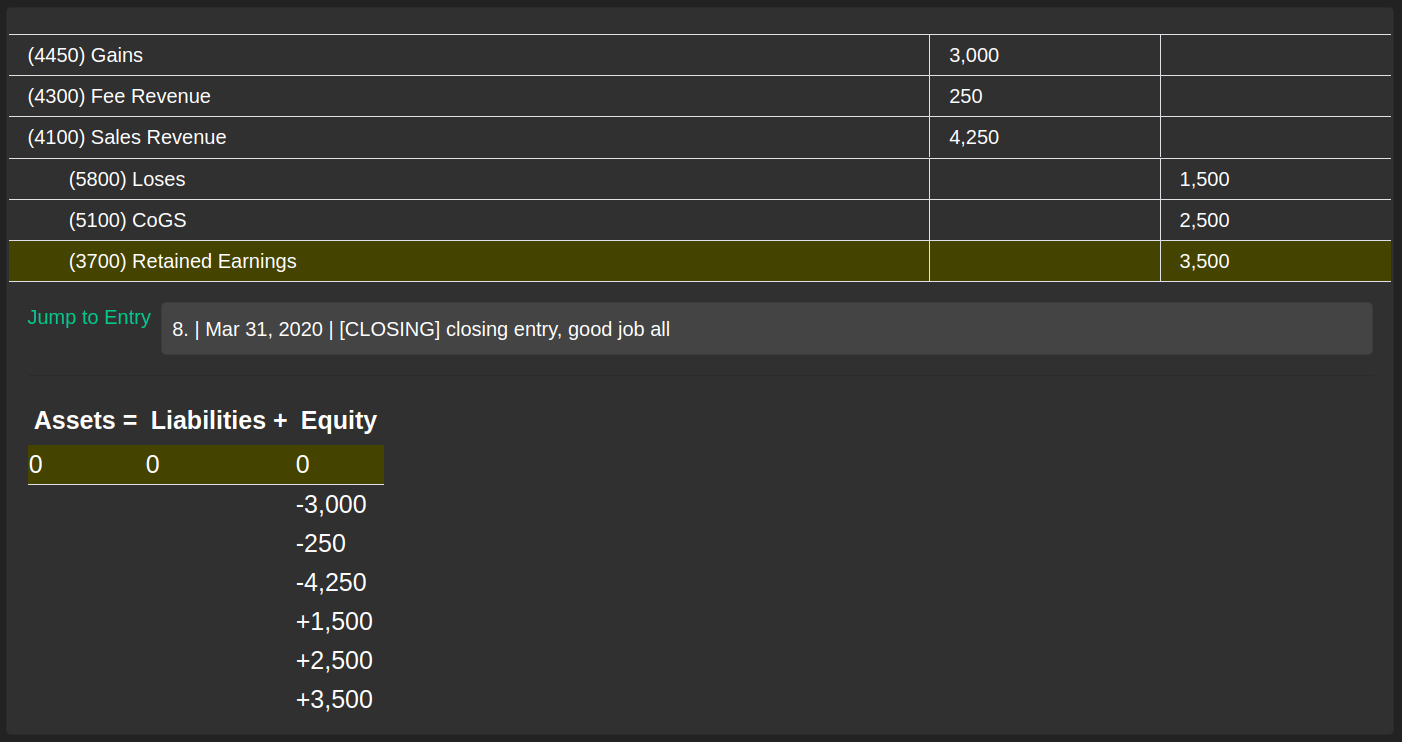 (4450) Gains 3,000
(4300) Fee Revenue 250
(4100) Sales Revenue 4,250
(5800) Loses 1,500
(5100) CoGS 2,500
(3700) Retained Earnings 3,500
Jump to Entry 8. | Mar 31, 2020 | [CLOSING] closing entry, good job all
Assets = Liabilities + Equity
0 0 0
-3,000
-250
-4,250
+1,500
+2,500
+3,500